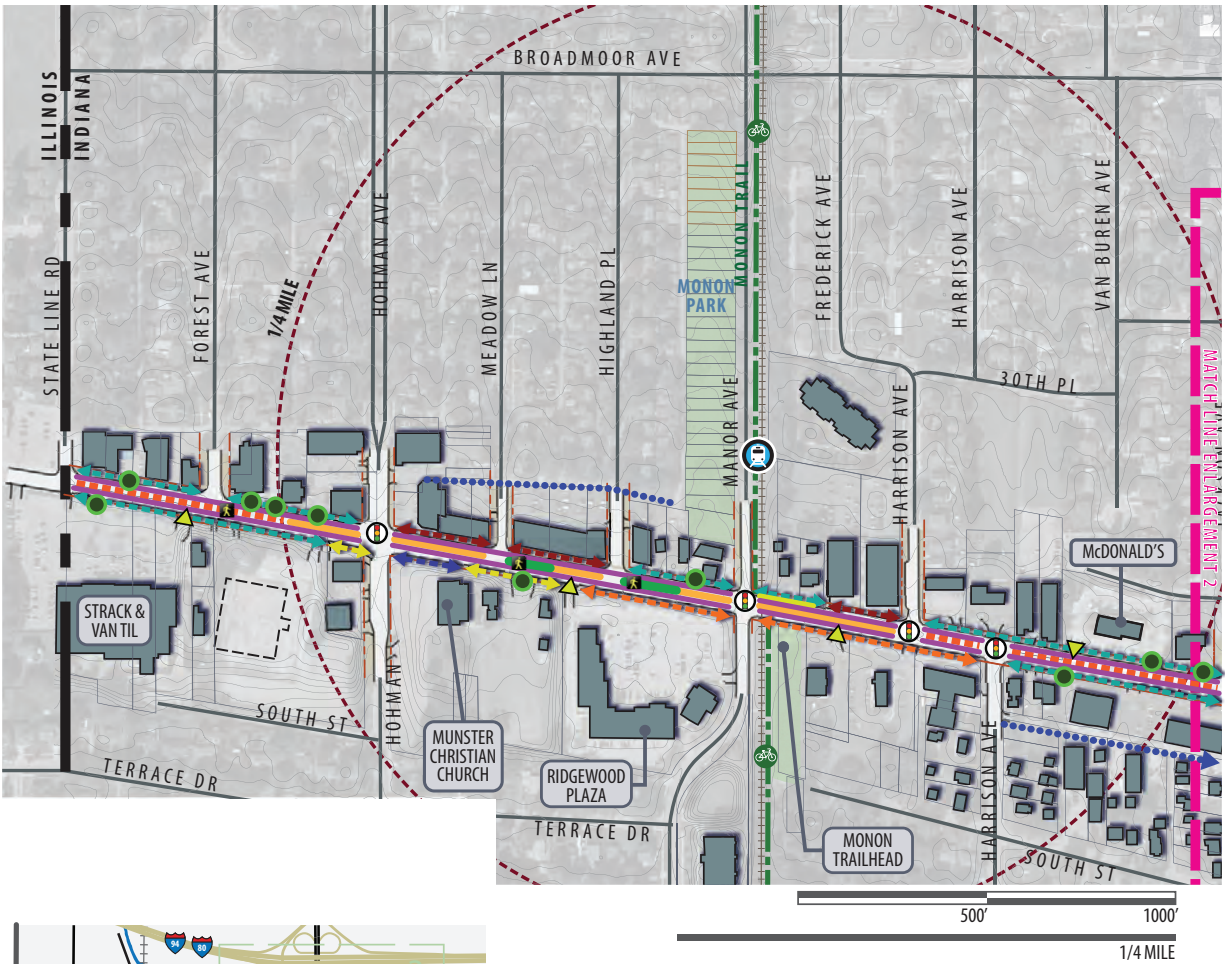 BROADMOOR AVE
ILLINOIS
INDIANA
STATE LINE RD
FOREST AVE
1/4 MILE
HOHMAN AVE
MEADOW LN
HIGHLAND PL
MONON
PARK
MONON TRAIL
MANOR AVE
FREDERICK AVE
HARRISON AVE
VAN BUREN AVE
30TH PL
HARRISON AVE
MATCH LINE ENLARGEMENT 2
McDONALD'S
STRACK &
VAN TIL
SOUTH ST
HOHMAN
TERRACE DR
MUNSTER
CHRISTIAN
CHURCH
RIDGEWOOD
PLAZA
TERRACE DR
MONON
TRAILHEAD
HARRISON AVE
SOUTH ST
500'
1000'
1/4 MILE
94
80